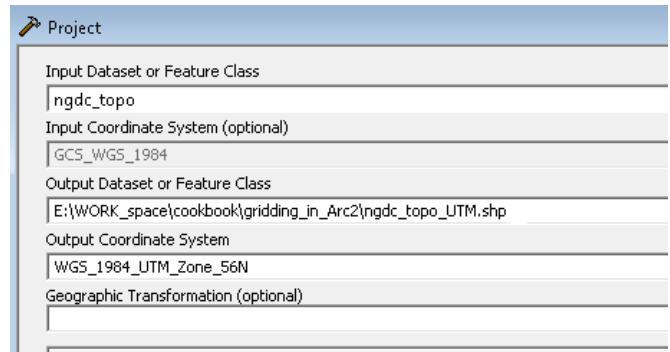 Project
Input Dataset or Feature Class
ngdc_topo
Input Coordinate System (optional)
GCS_WGS_1984
Output Dataset or Feature Class
E:\WORK_space\cookbook\gridding_in_Arc2\ngdc_topo_UTM.shp
Output Coordinate System
WGS_1984_UTM_Zone_56N
Geographic Transformation (optional)